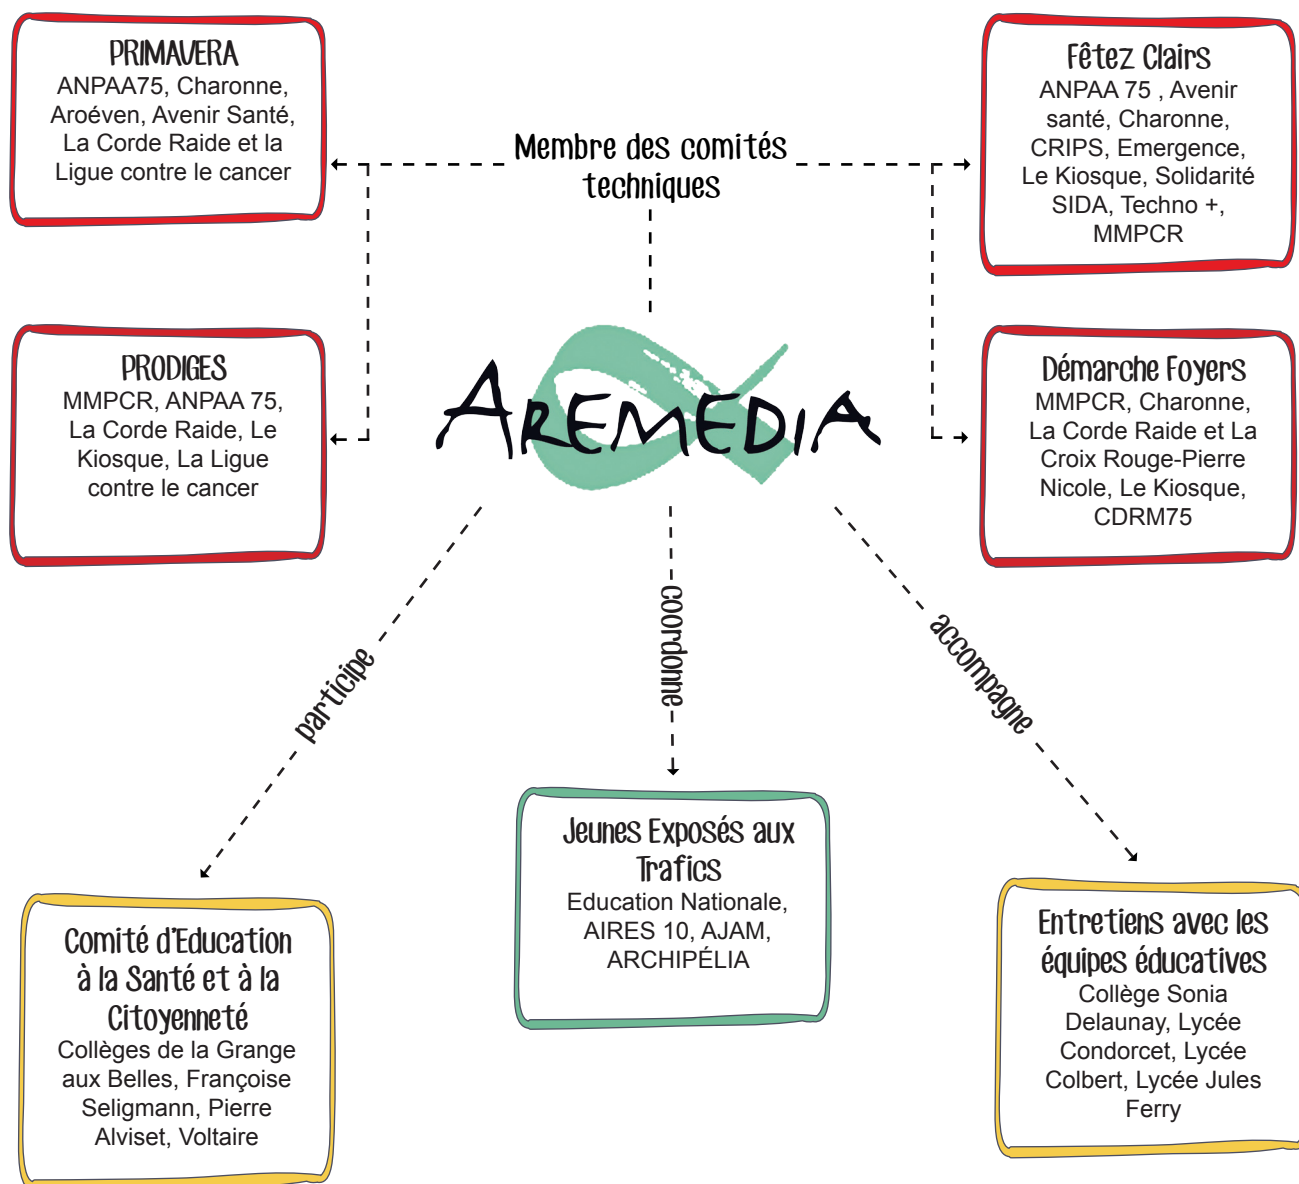 PRIMAVERA
ANPAA75, Charonne,
Aroéven, Avenir Santé,
La Corde Raide et la
Ligue contre le cancer
Membre des comités
techniques
Fêtez Clairs
ANPAA 75 , Avenir
santé, Charonne,
CRIPS, Emergence,
Le Kiosque, Solidarité
SIDA, Techno +,
MMPCR
PRODIGES
MMPCR, ANPAA 75,
La Corde Raide, Le
Kiosque, La Ligue
contre le cancer
AREMEDIA
Démarche Foyers
MMPCR, Charonne,
La Corde Raide et La
Croix Rouge-Pierre
Nicole, Le Kiosque,
CDRM75
participe
coordonne
accompagne
Comité d'Education
à la Santé et à la
Citoyenneté
Collèges de la Grange
aux Belles, Françoise
Seligmann, Pierre
Alviset, Voltaire
Jeunes Exposés aux
Trafics
Education Nationale,
AIRES 10, AJAM,
ARCHIPÉLIA
Entretiens avec les
équipes éducatives
Collège Sonia
Delaunay, Lycée
Condorcet, Lycée
Colbert, Lycée Jules
Ferry